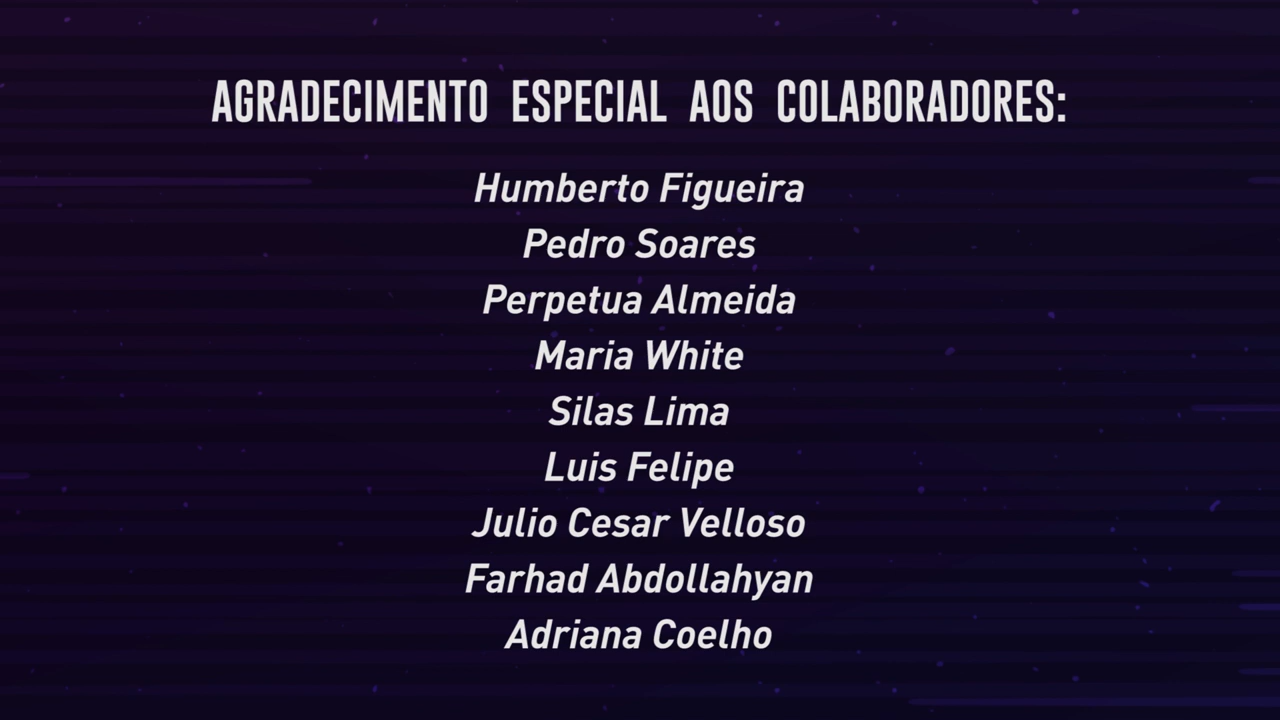 AGRADECIMENTO ESPECIAL AOS COLABORADORES:
Humberto Figueira
Pedro Soares
Perpetua Almeida
Maria White
Silas Lima
Luis Felipe
Julio Cesar Velloso
Farhad Abdollahyan
Adriana Coelho